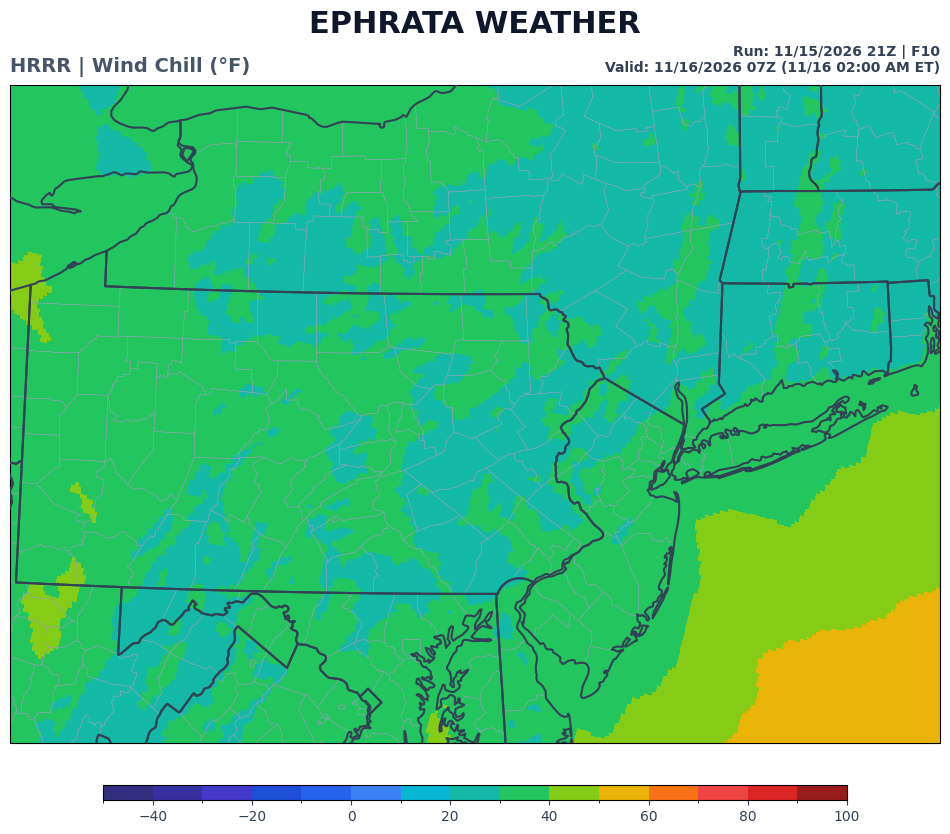 EPHRATA WEATHER
HRRR | Wind Chill (°F)
Run: 11/15/2026 21Z | F10
Valid: 11/16/2026 07Z (11/16 02:00 AM ET)
−40 −20 0 20 40 60 80 100